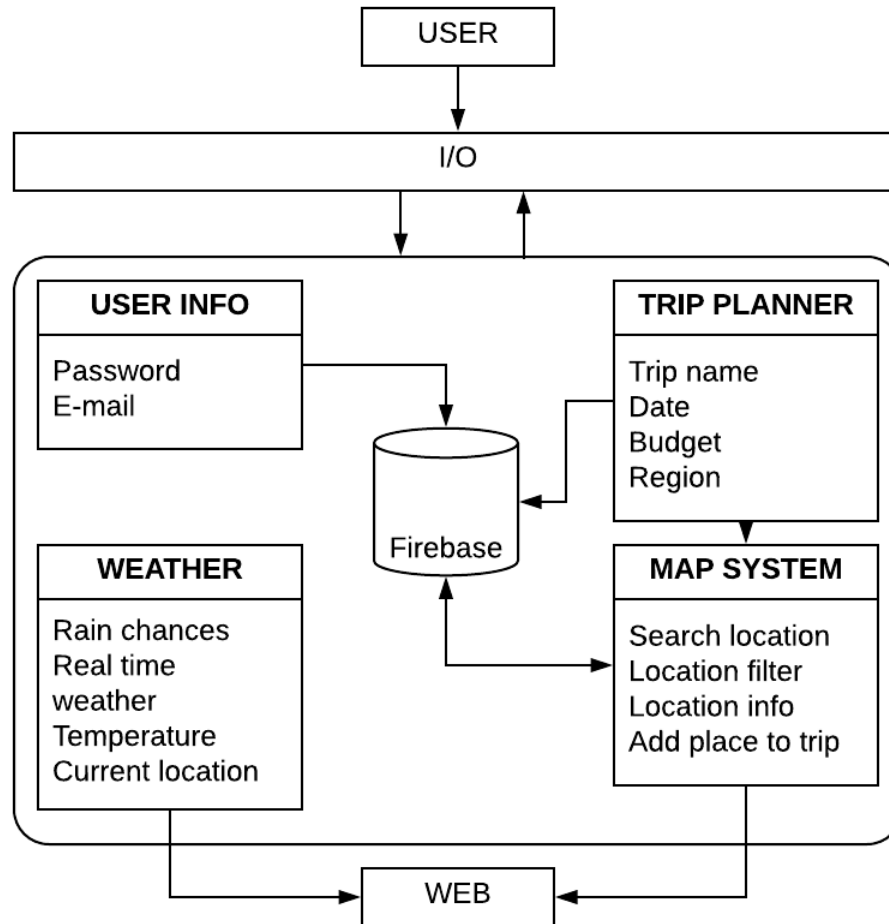 USER
I/O
USER INFO
Password
E-mail
TRIP PLANNER
Trip name
Date
Budget
Region
Firebase
WEATHER
Rain chances
Real time
weather
Temperature
Current location
MAP SYSTEM
Search location
Location filter
Location info
Add place to trip
WEB